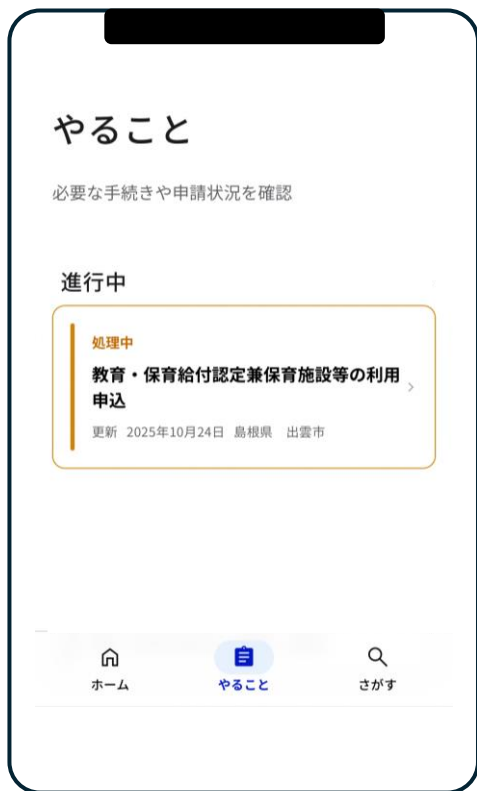 やること
必要な手続きや申請状況を確認
進行中
処理中
教育・保育給付認定兼保育施設等の利用
申込
更新 2025年10月24日 島根県 出雲市
ホーム やること さがす